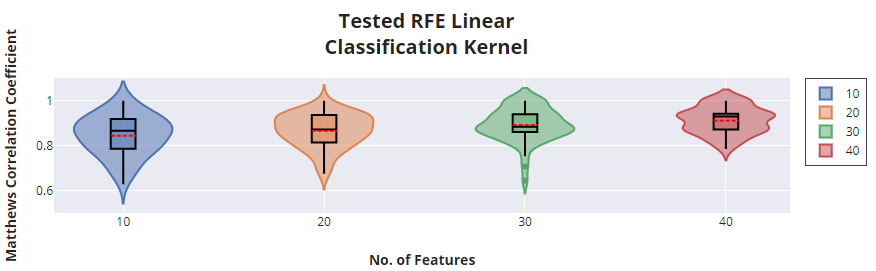 Tested RFE Linear
Classification Kernel
Matthews Correlation Coefficient
1
0.8
0.6
10
20
30
40
No. of Features
10
20
30
40